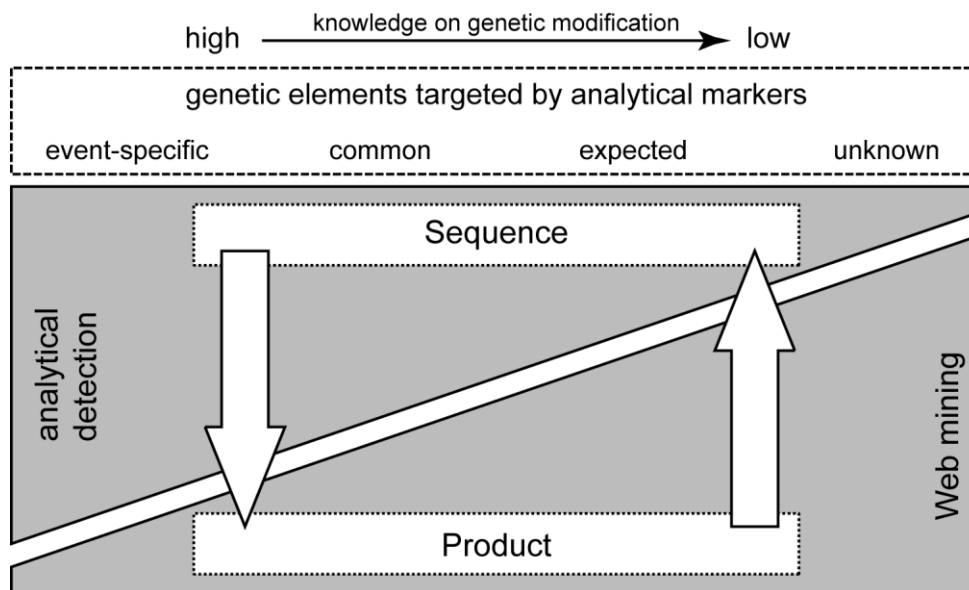 knowledge on genetic modification
high low
genetic elements targeted by analytical markers
event-specific common expected unknown
Sequence
analytical
detection
Web mining
Product